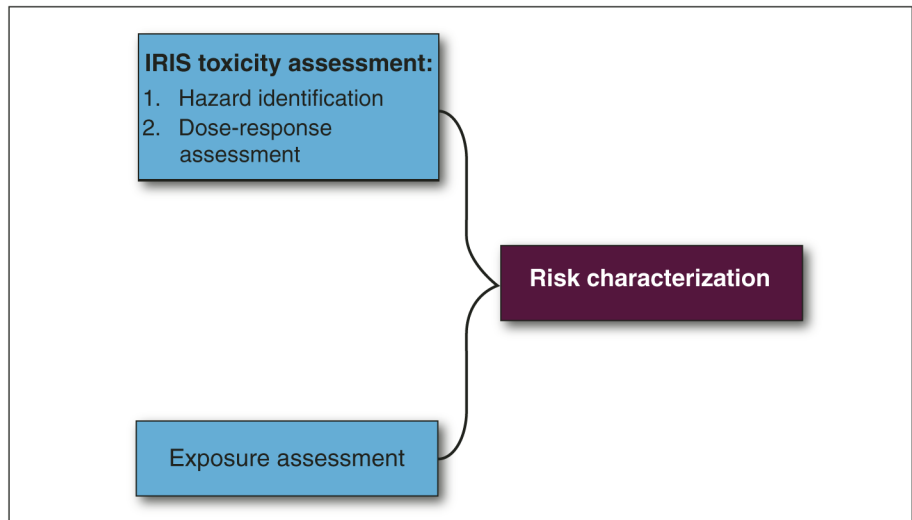 IRIS toxicity assessment:
1. Hazard identification
2. Dose-response
assessment
Risk characterization
Exposure assessment